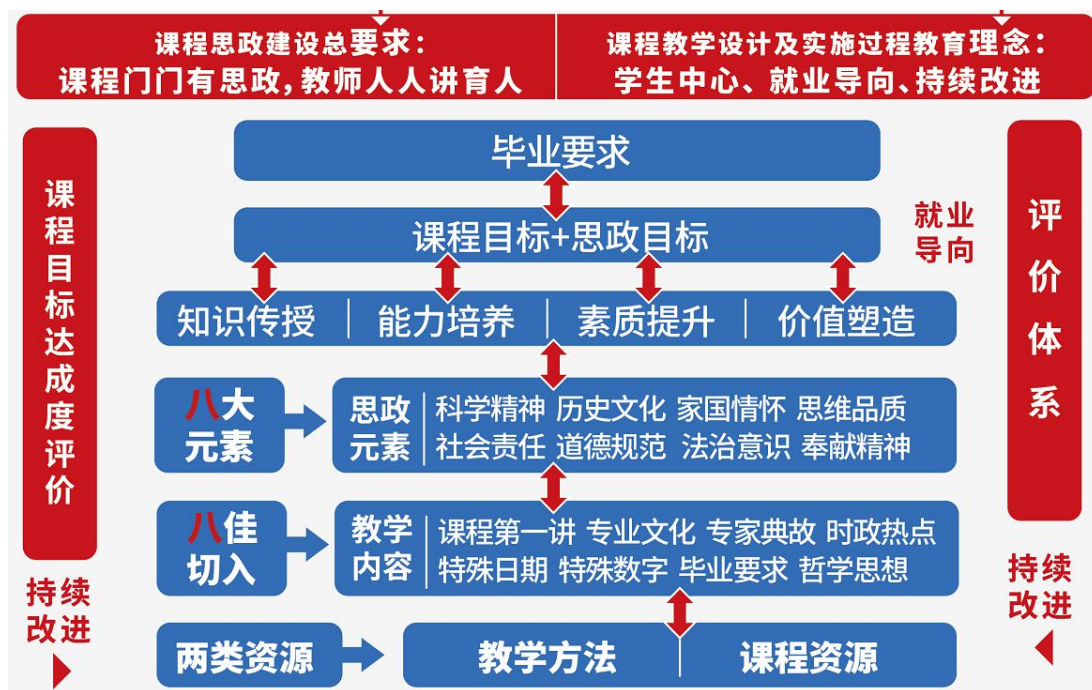 课程思政建设总要求：
课程门门有思政，教师人人讲育人
课程教学设计及实施过程教育理念：
学生中心、就业导向、持续改进
课程目标达成度评价
持续
改进
毕业要求
课程目标+思政目标
知识传授 能力培养 素质提升 价值塑造
八大
元素
思政
元素
科学精神 历史文化 家国情怀 思维品质
社会责任 道德规范 法治意识 奉献精神
八佳
切入
教学
内容
课程第一讲 专业文化 专家典故 时政热点
特殊日期 特殊数字 毕业要求 哲学思想
两类资源
教学方法 课程资源
就业
导向
评价体系
持续
改进